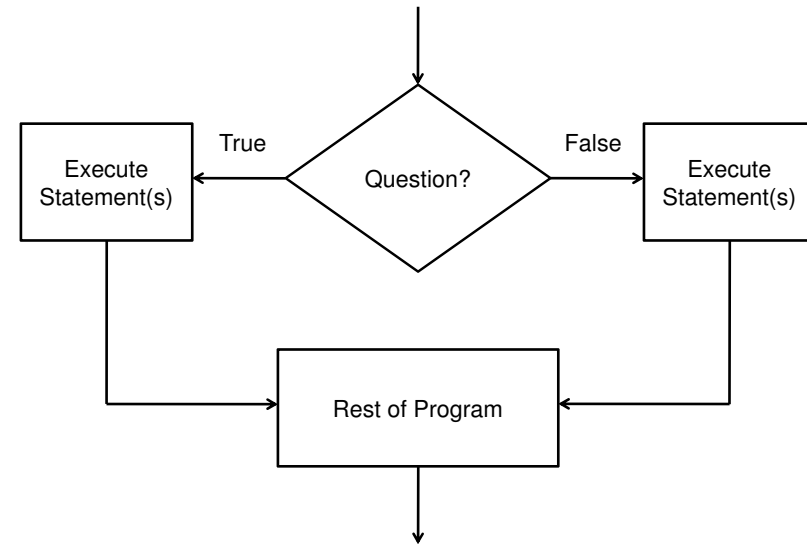 True
False
Execute
Statement(s)
Question?
Execute
Statement(s)
Rest of Program